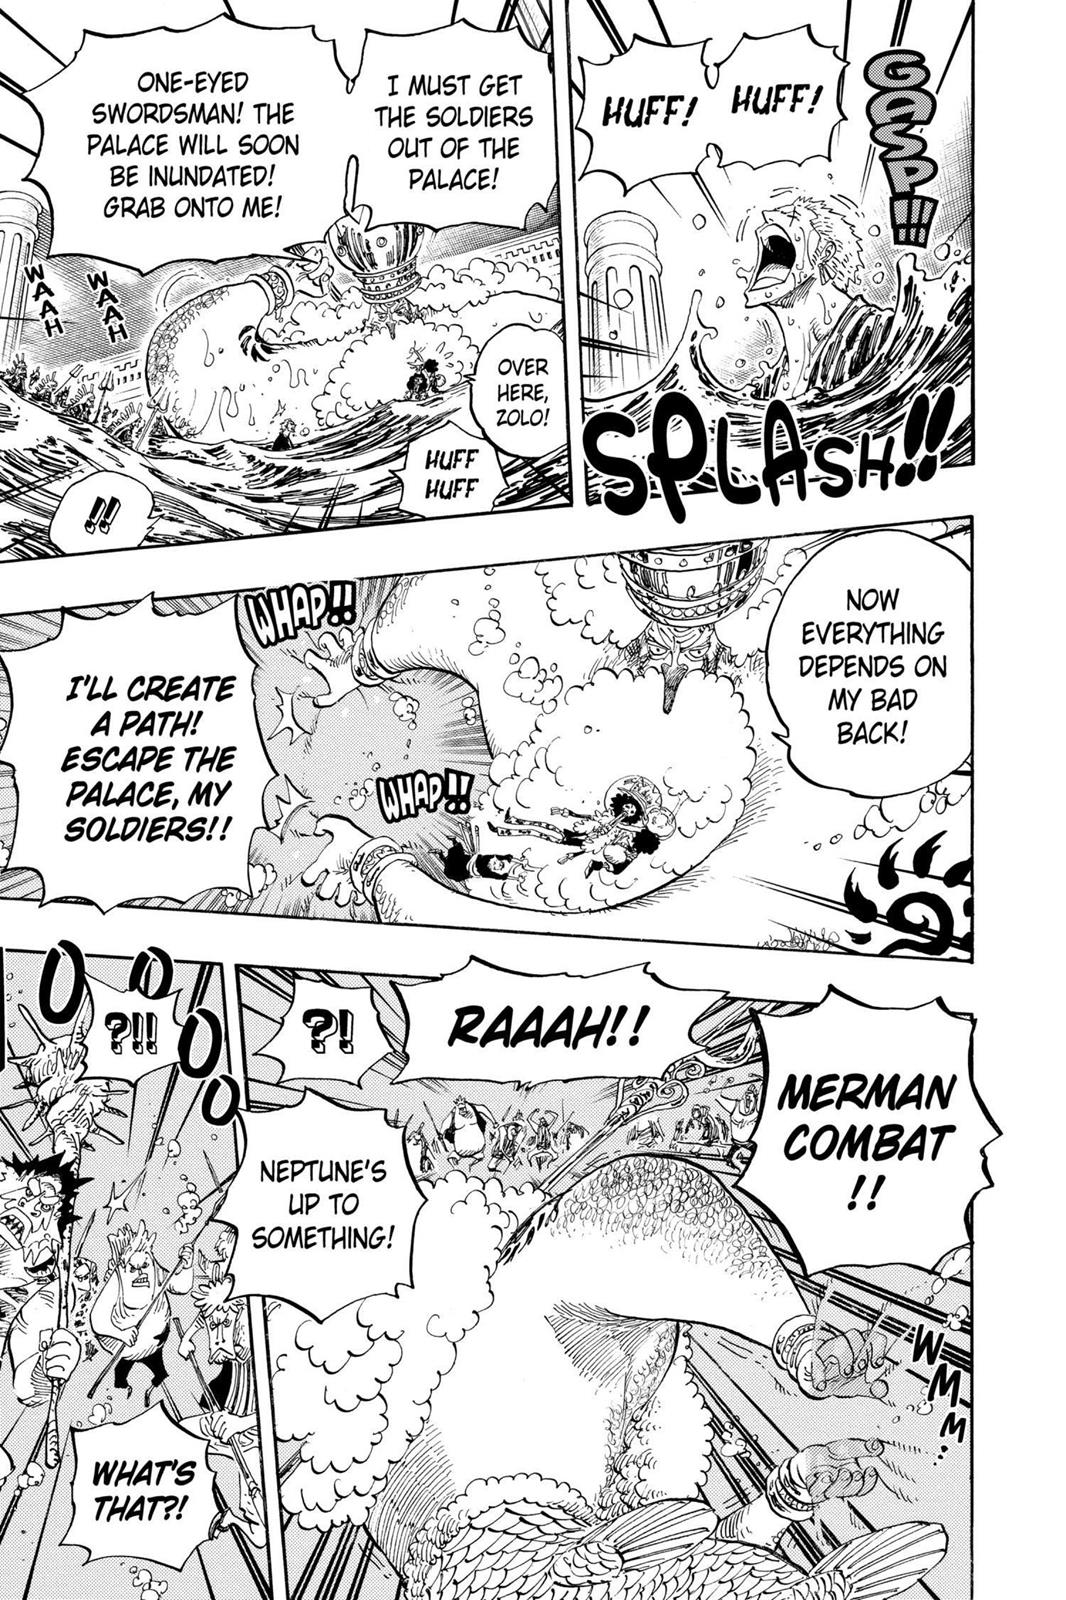 GASP!!!
HUFF!
HUFF!
SPLASH!!
I MUST GET
THE SOLDIERS
OUT OF THE
PALACE!
ONE-EYED
SWORDSMAN! THE
PALACE WILL SOON
BE INUNDATED!
GRAB ONTO ME!
WAAH
WAAH
OVER
HERE,
ZOLO!
HUFF
HUFF
!!
NOW
EVERYTHING
DEPENDS ON
MY BAD
BACK!
WHAP!!
WHAP!!
I'LL CREATE
A PATH!
ESCAPE THE
PALACE, MY
SOLDIERS!!
MERMAN
COMBAT
!!
RAAAH!!
?!
NEPTUNE'S
UP TO
SOMETHING!
WMM...
?!!
OOOOO
WHAT'S
THAT?!